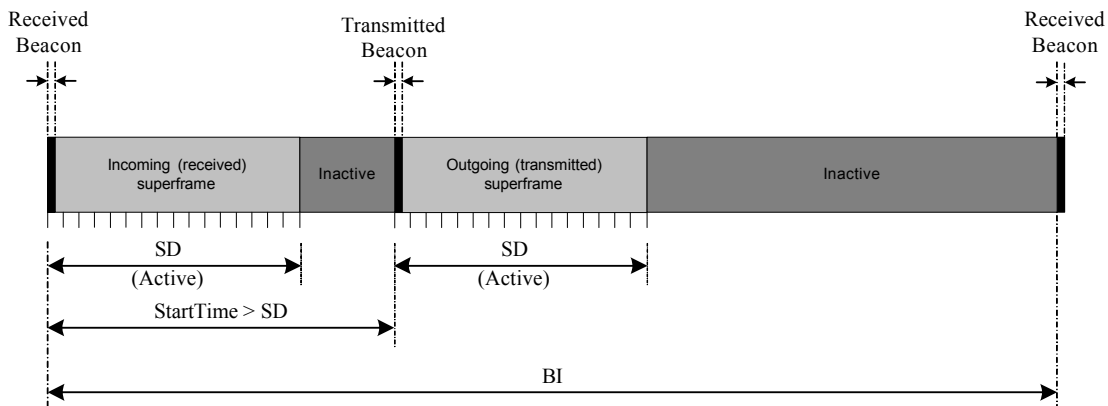 Received
Beacon
Transmitted
Beacon
Received
Beacon
Incoming (received)
superframe
Inactive
Outgoing (transmitted)
superframe
Inactive
SD
(Active)
SD
(Active)
StartTime > SD
BI